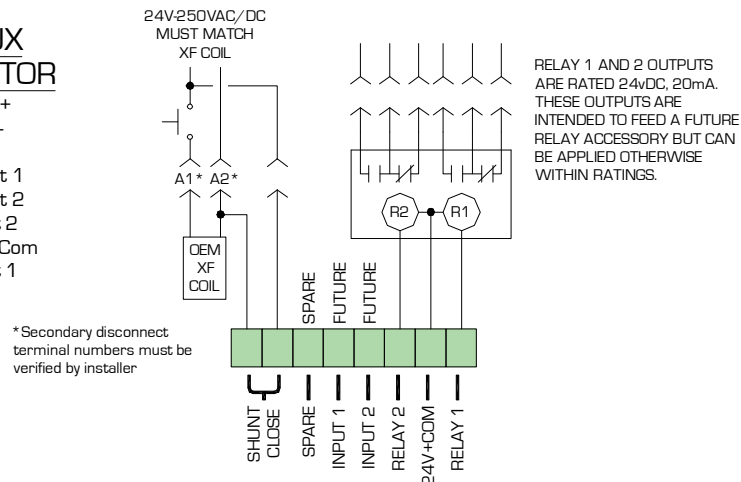 UX
TOR
+
-
t 1
t 2
t 2
Com
t 1
24V-250VAC/DC
MUST MATCH
XF COIL
A1* A2*
OEM
XF
COIL
*Secondary disconnect
terminal numbers must be
verified by installer
R2
R1
RELAY 1 AND 2 OUTPUTS
ARE RATED 24vDC, 20mA.
THESE OUTPUTS ARE
INTENDED TO FEED A FUTURE
RELAY ACCESSORY BUT CAN
BE APPLIED OTHERWISE
WITHIN RATINGS.
SPARE
FUTURE
FUTURE
SHUNT
CLOSE
SPARE
INPUT 1
INPUT 2
RELAY 2
24V+COM
RELAY 1